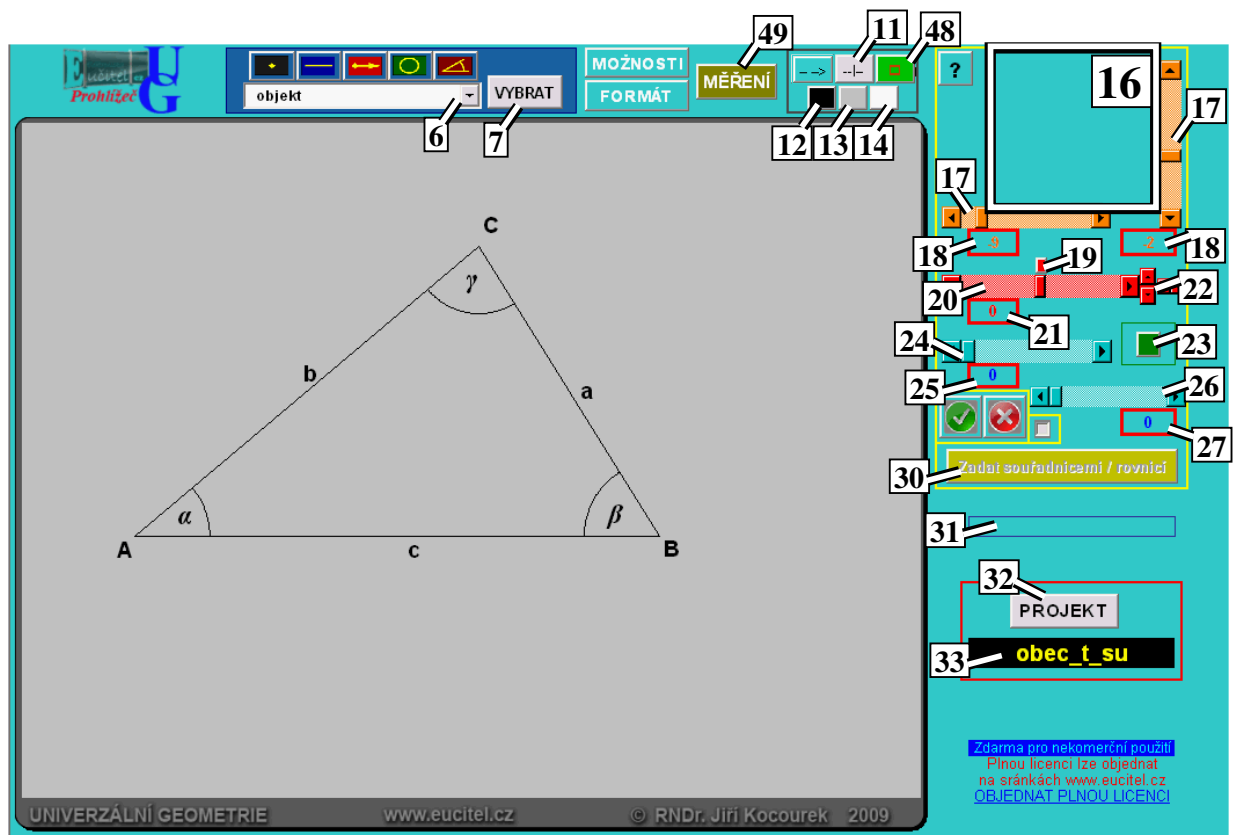 11
48
49
Eučitel
Prohlížeč
UG
MOŽNOSTI
-->
--|--
?
16
MĚŘENÍ
objekt
VYBRAT
FORMÁT
6
7
12
13
14
17
17
C
18
-9
-2
18
γ
19
20
22
0
21
24
23
b
a
0
25
26
0
27
Zadat souřadnicemi / rovnicí
30
α
β
A
c
B
31
32
PROJEKT
33
obec_t_su
Zdarma pro nekomerční použití
Plnou licenci lze objednat
na sránkách www.eucitel.cz
OBJEDNAT PLNOU LICENCI
UNIVERZÁLNÍ GEOMETRIE www.eucitel.cz © RNDr. Jiří Kocourek 2009